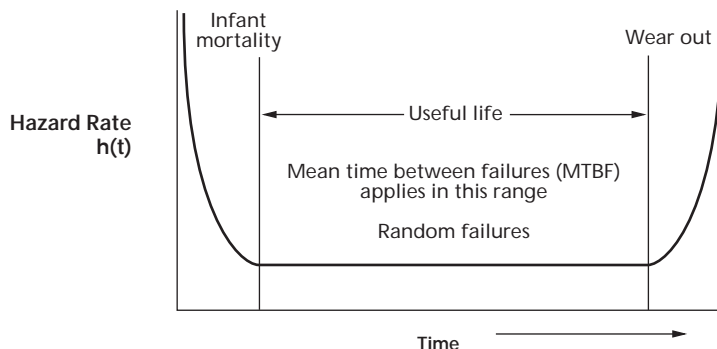 Infant
mortality
Wear out
Useful life
Hazard Rate
h(t)
Mean time between failures (MTBF)
applies in this range
Random failures
Time